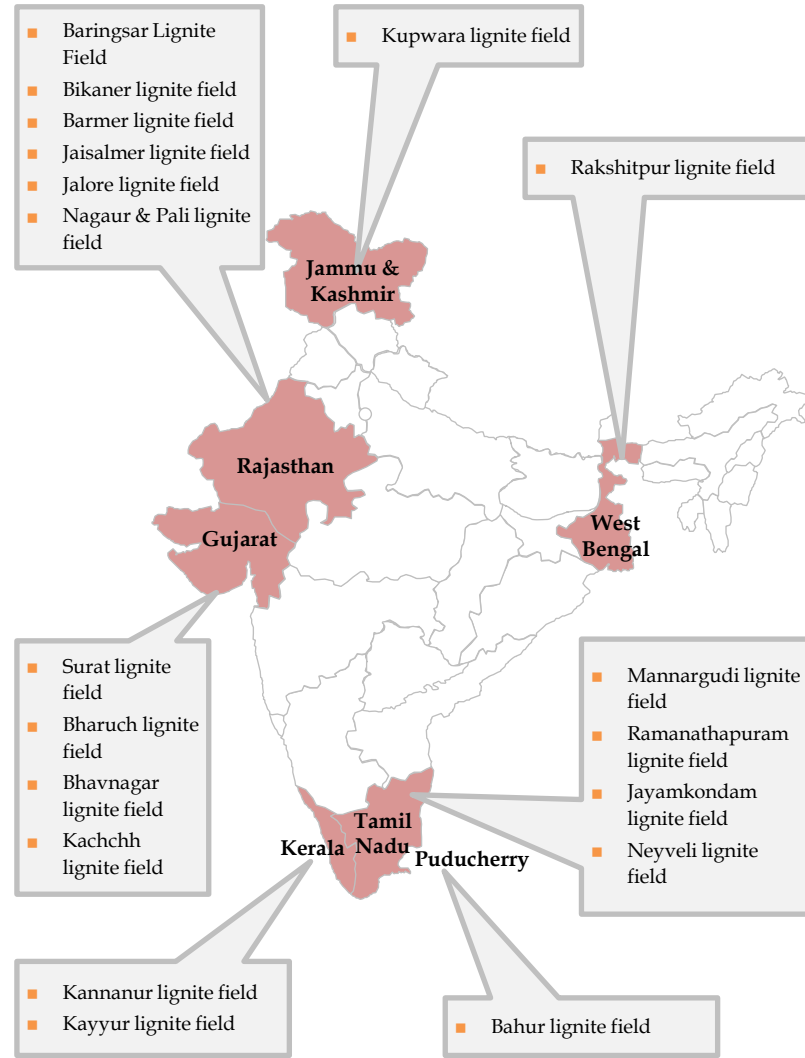 Baringsar Lignite
Field
Bikaner lignite field
Barmer lignite field
Jaisalmer lignite field
Jalore lignite field
Nagaur & Pali lignite
field
Kupwara lignite field
Rakshitpur lignite field
Jammu &
Kashmir
Rajasthan
Gujarat
West
Bengal
Surat lignite
field
Bharuch lignite
field
Bhavnagar
lignite field
Kachchh
lignite field
Mannargudi lignite
field
Ramanathapuram
lignite field
Jayamkondam
lignite field
Neyveli lignite
field
Tamil
Nadu
Kerala
Puducherry
Kannanur lignite field
Kayyur lignite field
Bahur lignite field